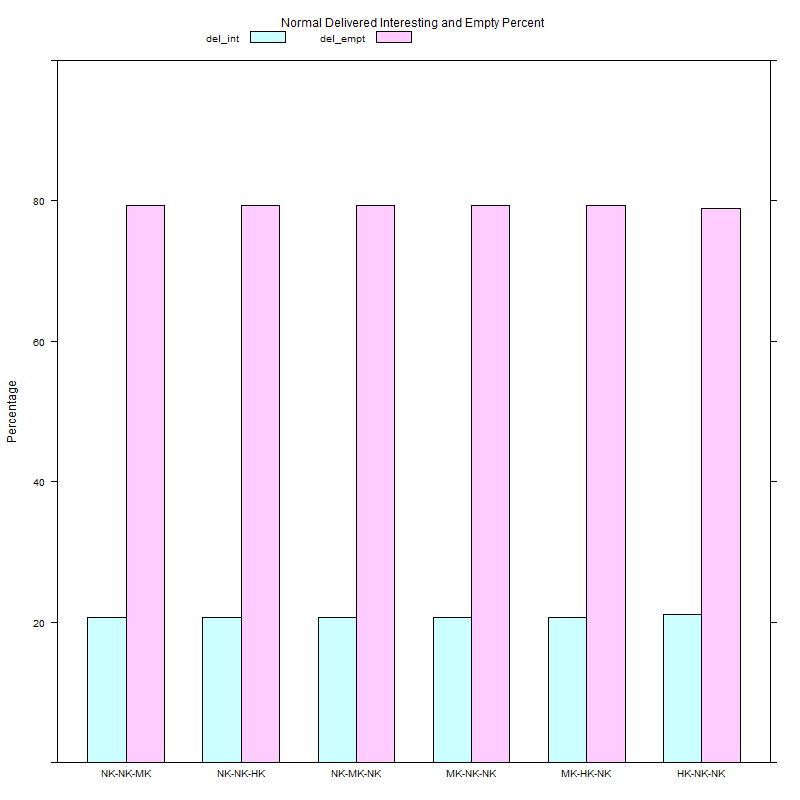 Normal Delivered Interesting and Empty Percent
del_int del_empt
80
60
Percentage
40
20
NK-NK-MK NK-NK-HK NK-MK-NK MK-NK-NK MK-HK-NK HK-NK-NK